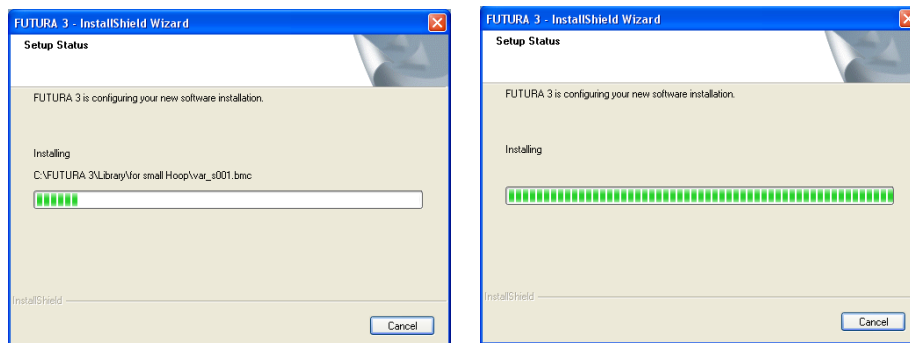 FUTURA 3 - InstallShield Wizard
Setup Status
FUTURA 3 is configuring your new software installation.
Installing
C:\FUTURA 3\Library\for small Hoop\var_s001.bmc
InstallShield
Cancel
FUTURA 3 - InstallShield Wizard
Setup Status
FUTURA 3 is configuring your new software installation.
Installing
InstallShield
Cancel